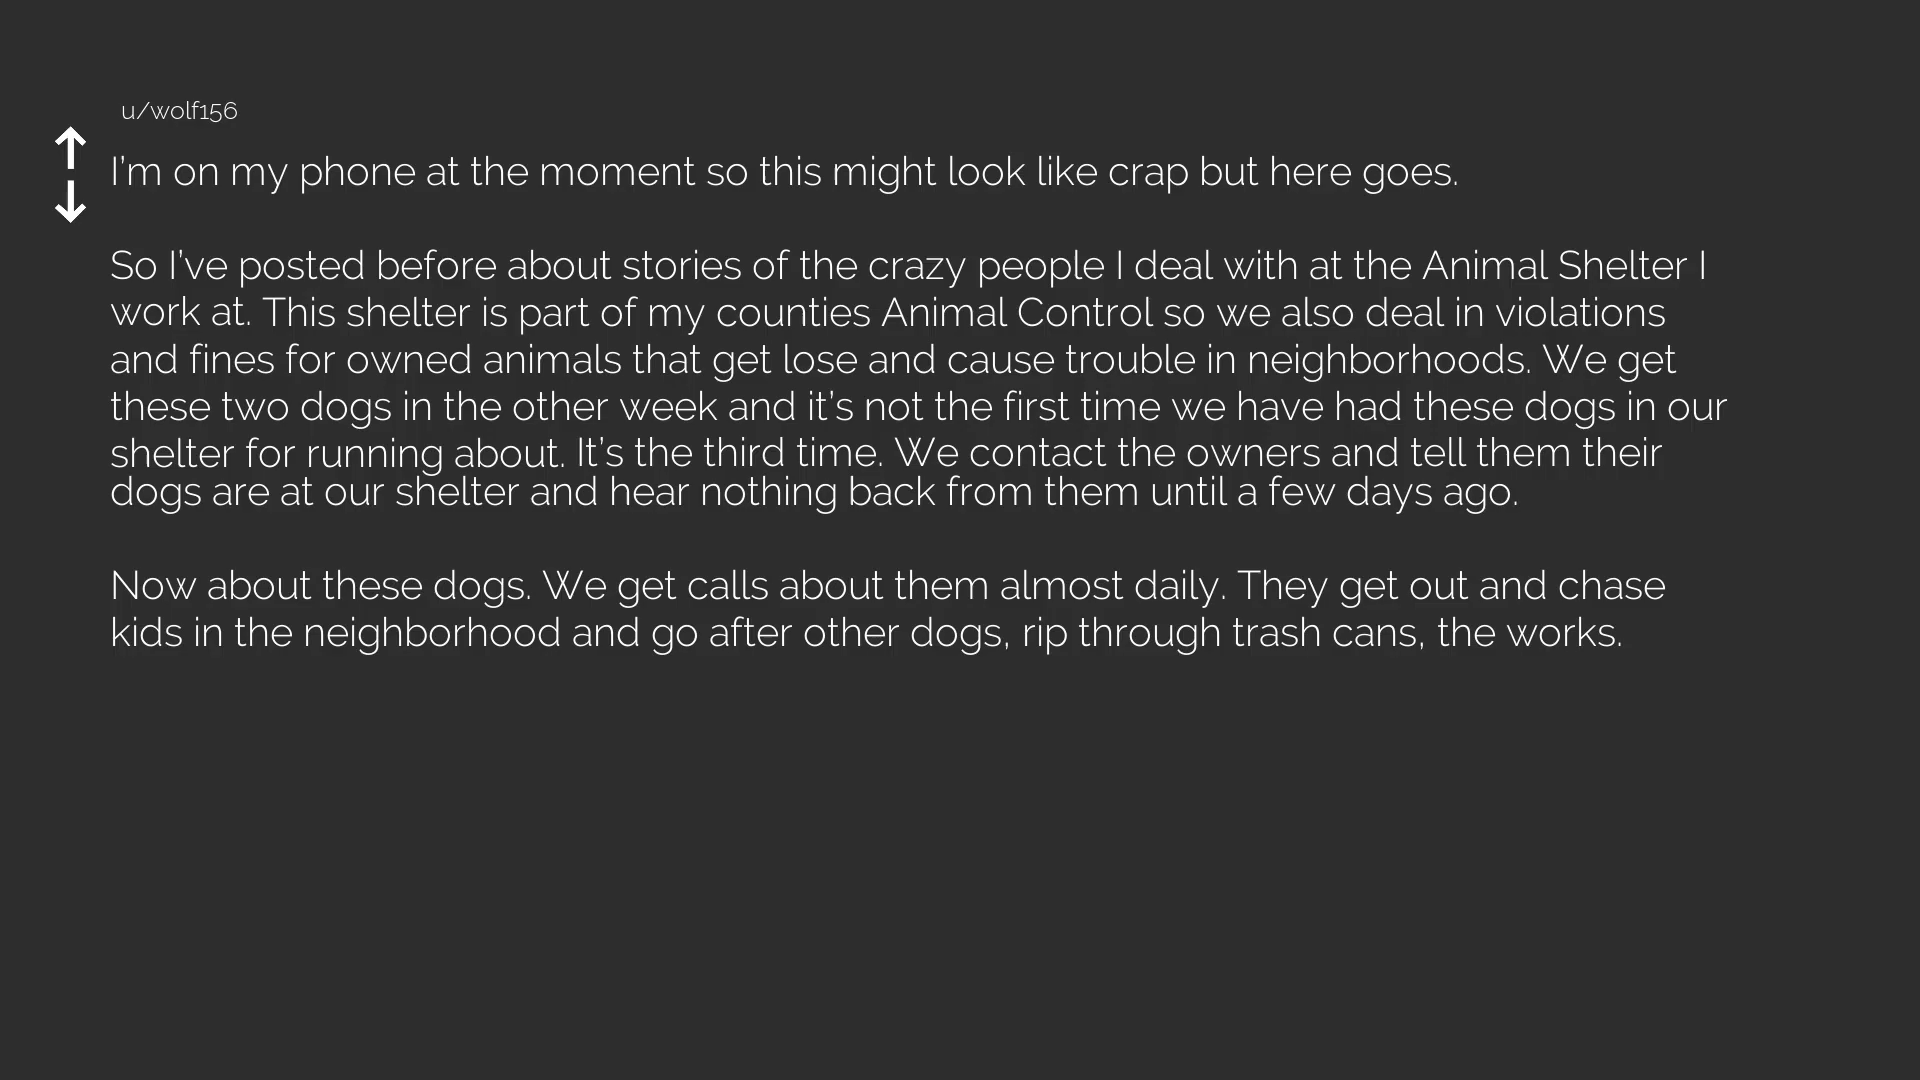 u/wolf156
I'm on my phone at the moment so this might look like crap but here goes.
So I've posted before about stories of the crazy people I deal with at the Animal Shelter I
work at. This shelter is part of my counties Animal Control so we also deal in violations
and fines for owned animals that get lose and cause trouble in neighborhoods. We get
these two dogs in the other week and it's not the first time we have had these dogs in our
shelter for running about. It's the third time. We contact the owners and tell them their
dogs are at our shelter and hear nothing back from them until a few days ago.
Now about these dogs. We get calls about them almost daily. They get out and chase
kids in the neighborhood and go after other dogs, rip through trash cans, the works.